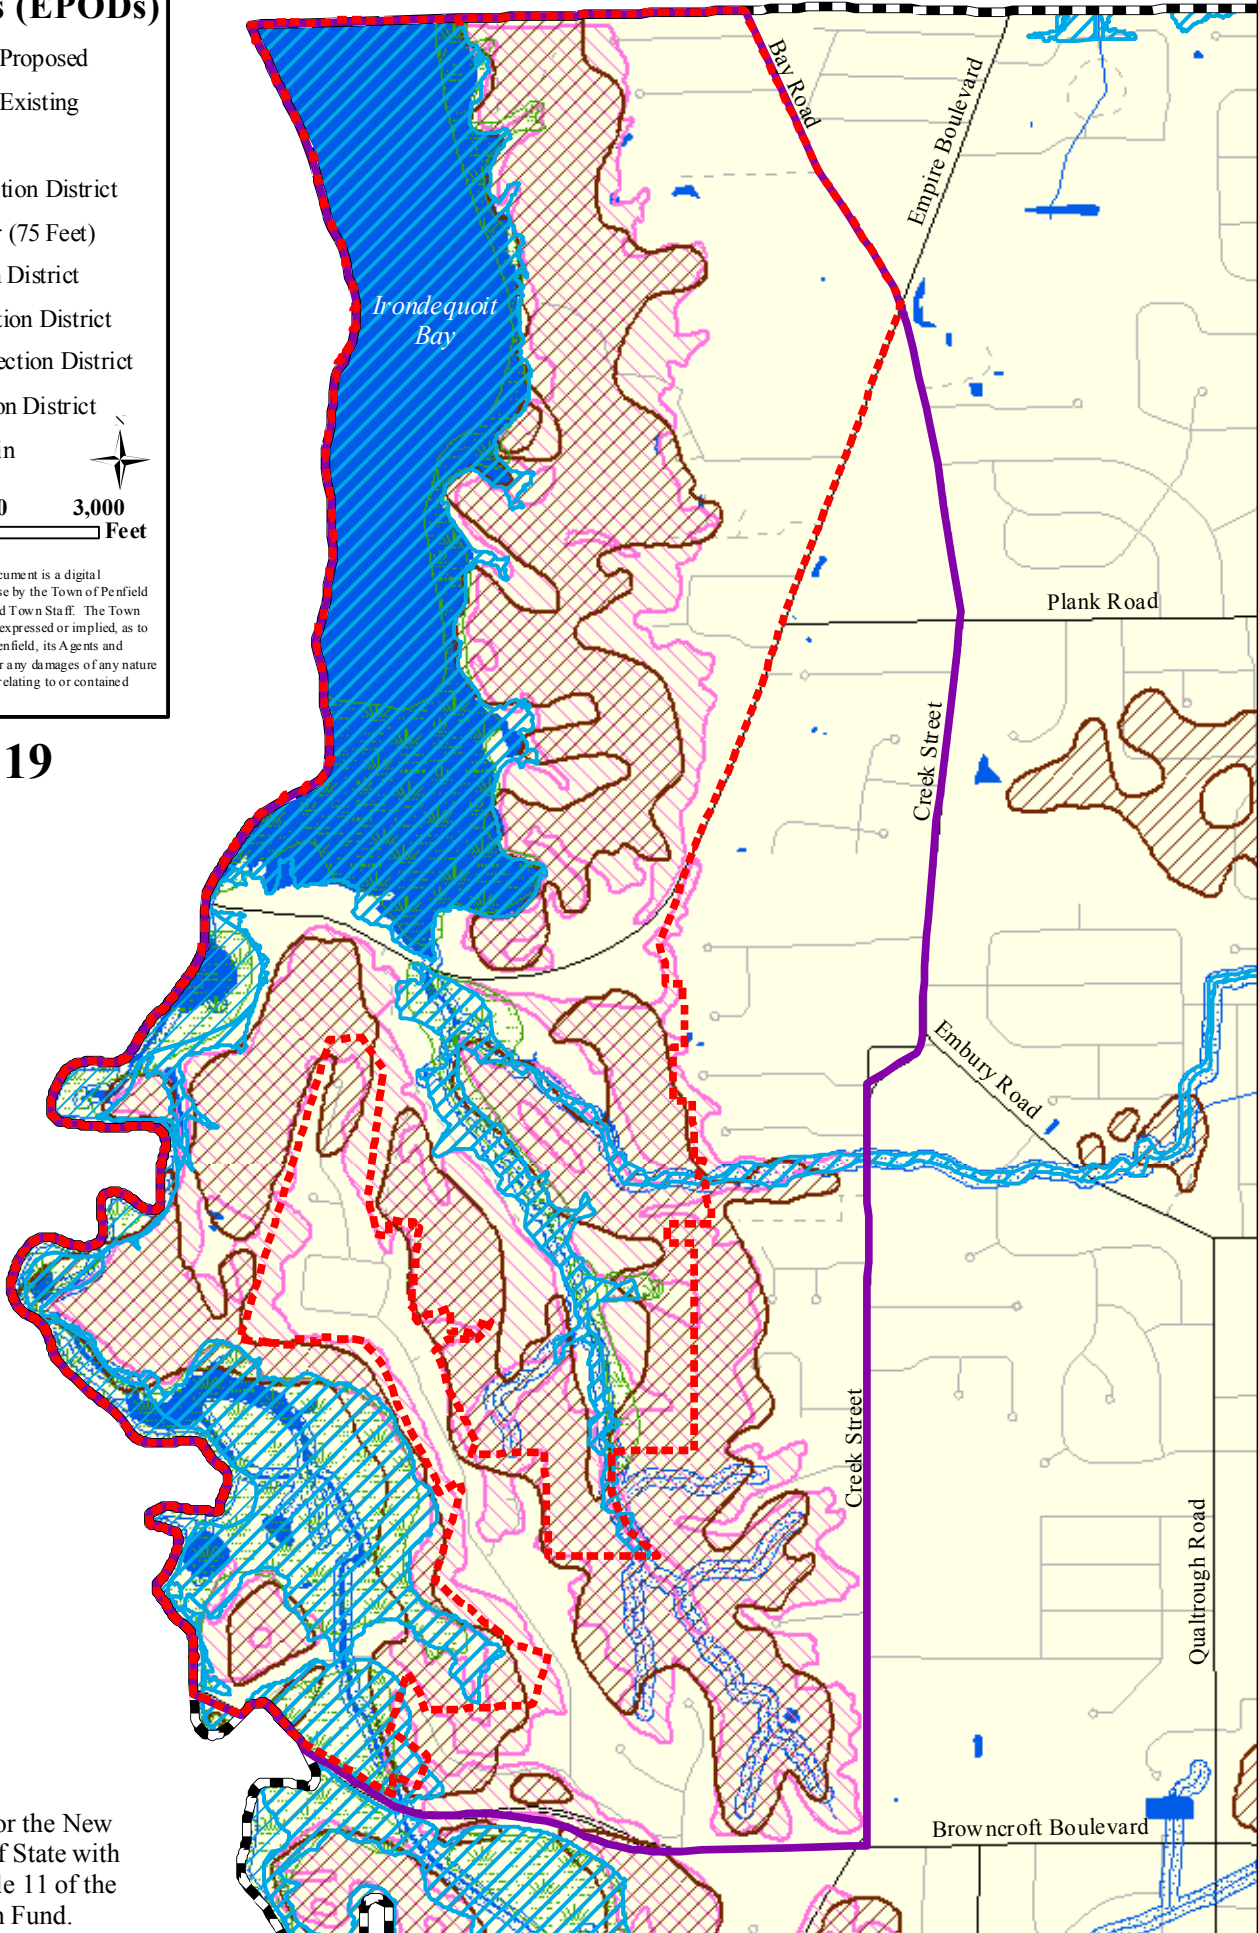 s (EPODs)
Proposed
Existing
tion District
r (75 Feet)
n District
tion District
ection District
on District
in
N
0 3,000
Feet
cument is a digital
se by the Town of Penfield
d Town Staff. The Town
expressed or implied, as to
enfield, its Agents and
r any damages of any nature
relating to or contained
19
Irondequoit
Bay
Bay Road
Empire Boulevard
Plank Road
Creek Street
Embury Road
Creek Street
Qualtrough Road
Browncroft Boulevard
or the New
f State with
le 11 of the
n Fund.